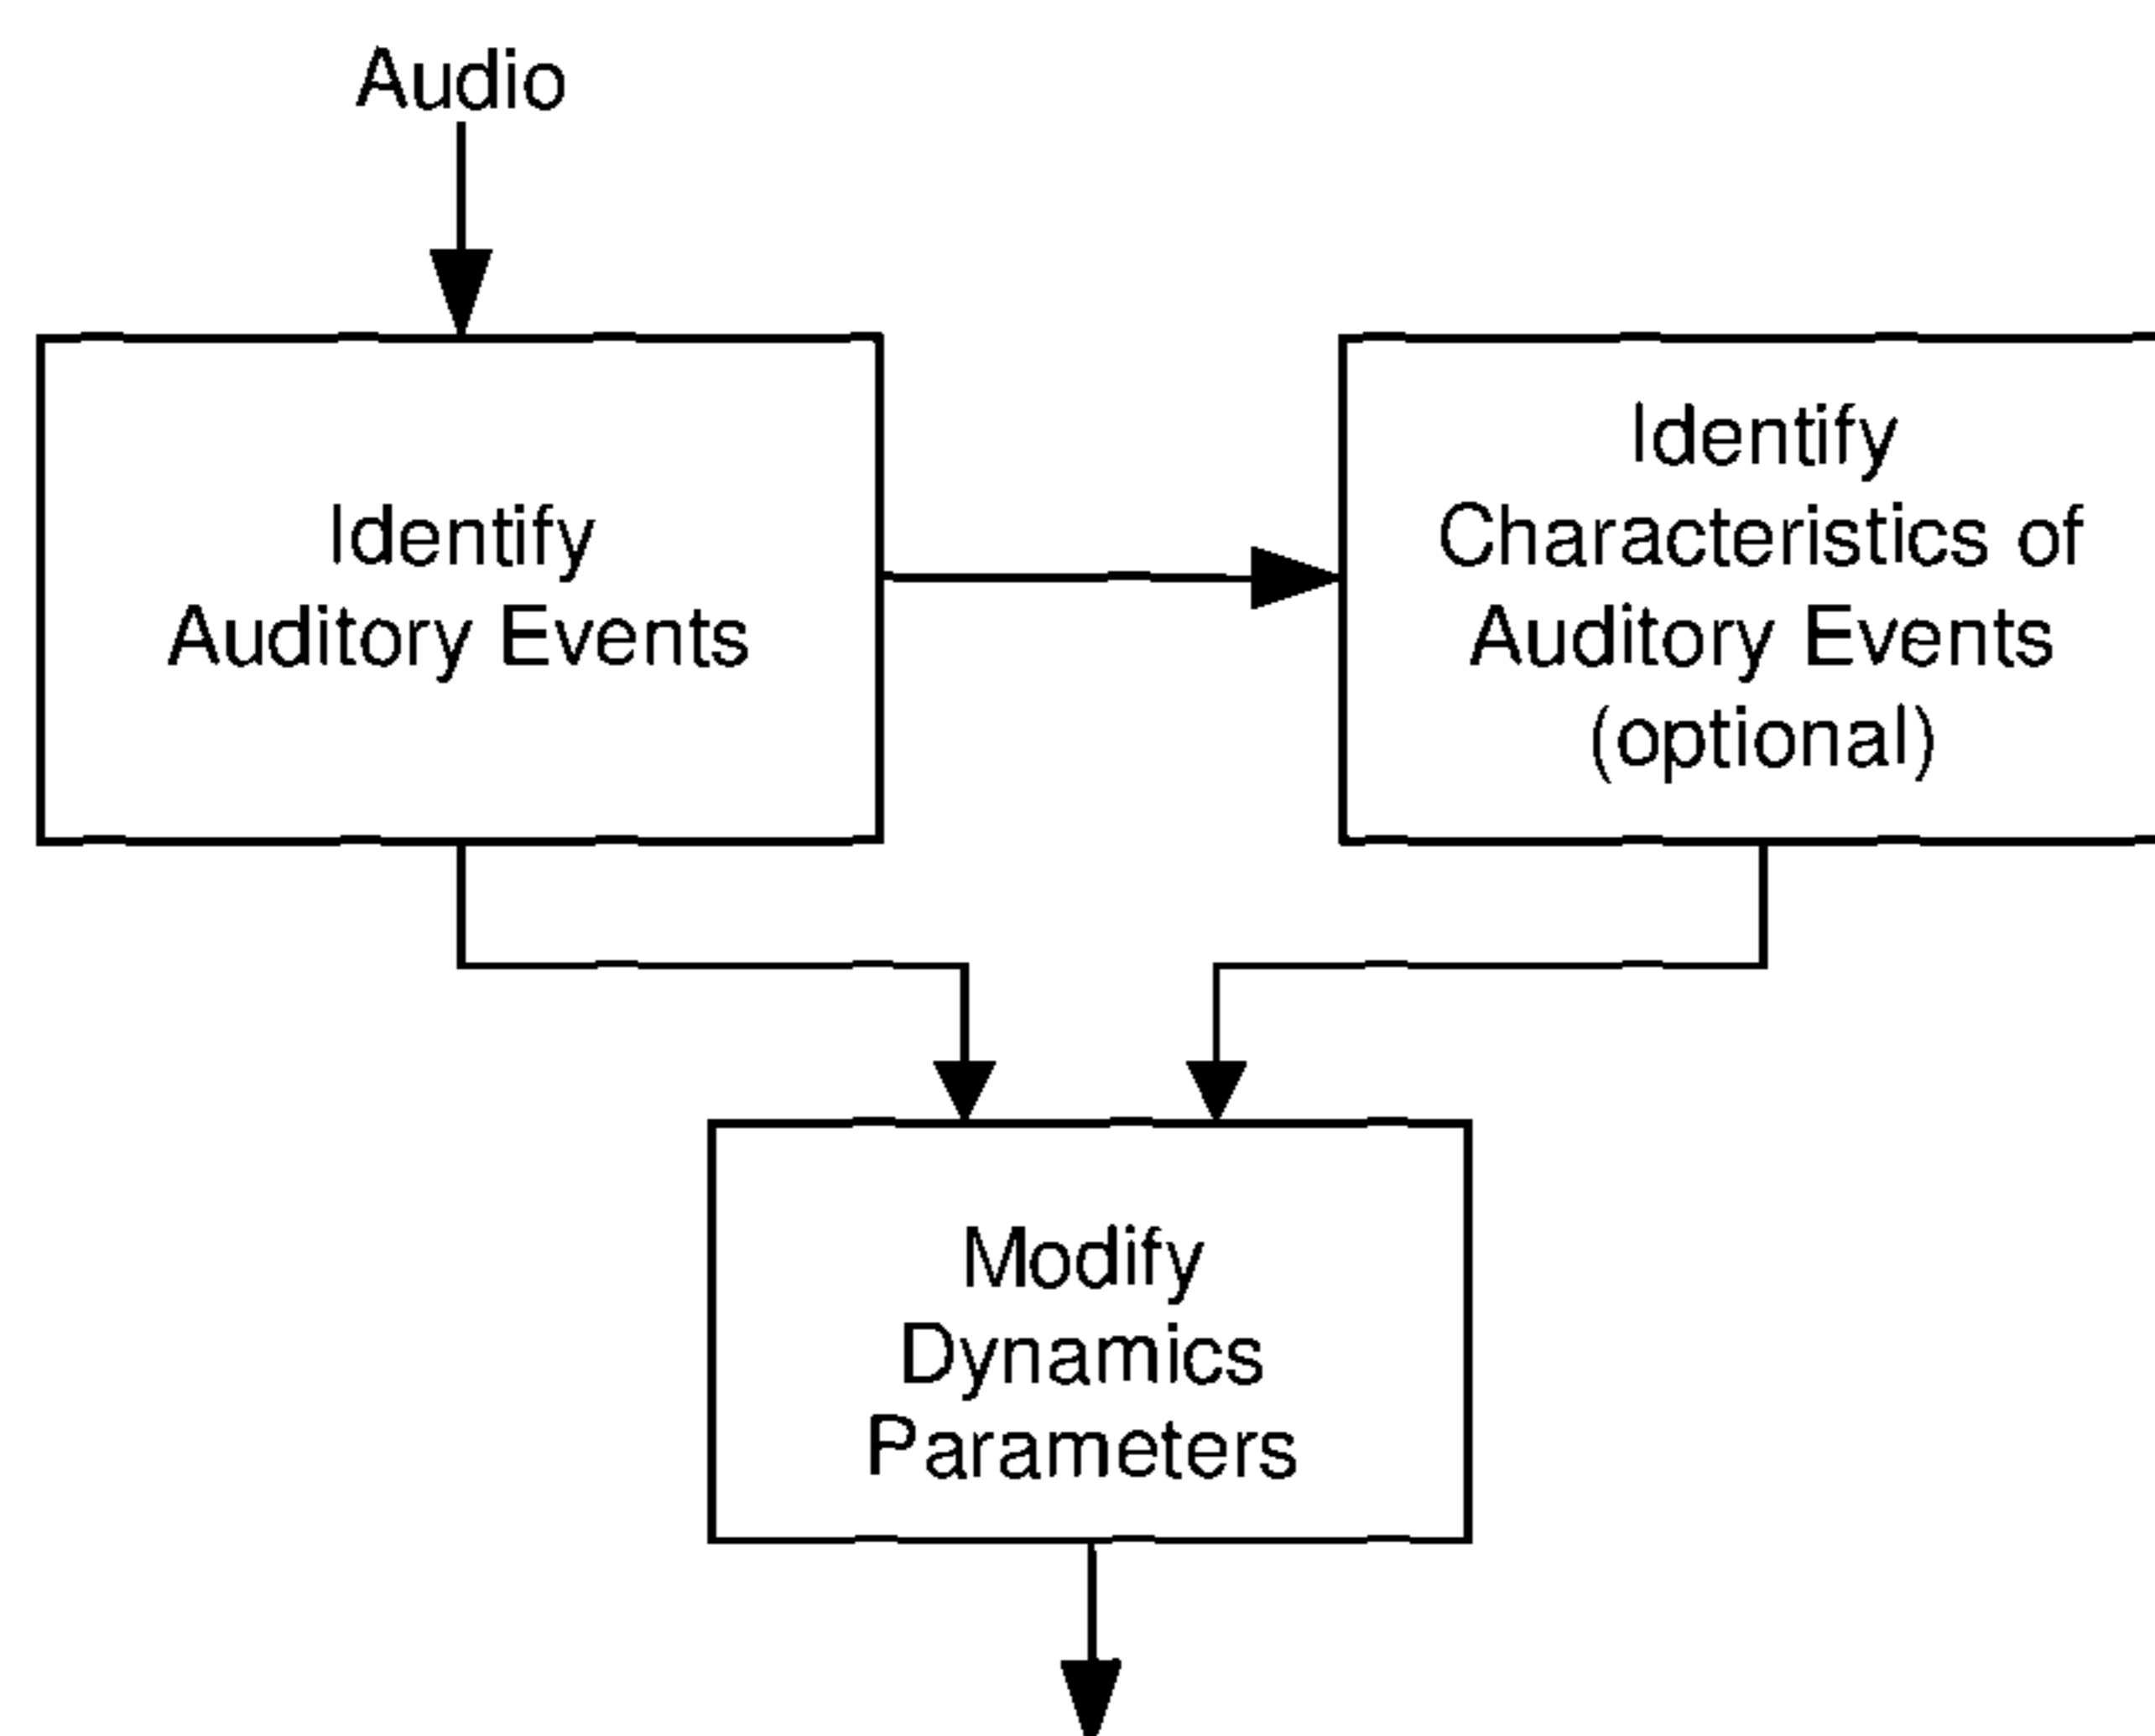 Audio
Identify
Auditory Events
Identify
Characteristics of
Auditory Events
(optional)
Modify
Dynamics
Parameters